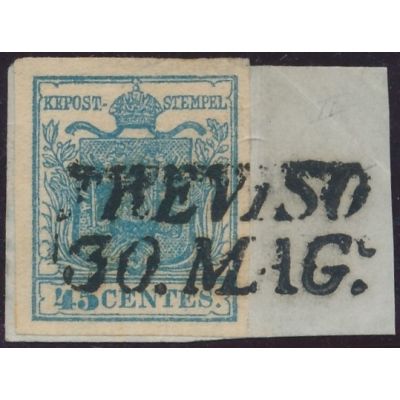 KKPOST-STEMPEL
TREVISO
30. MAG:
45 CENTES.